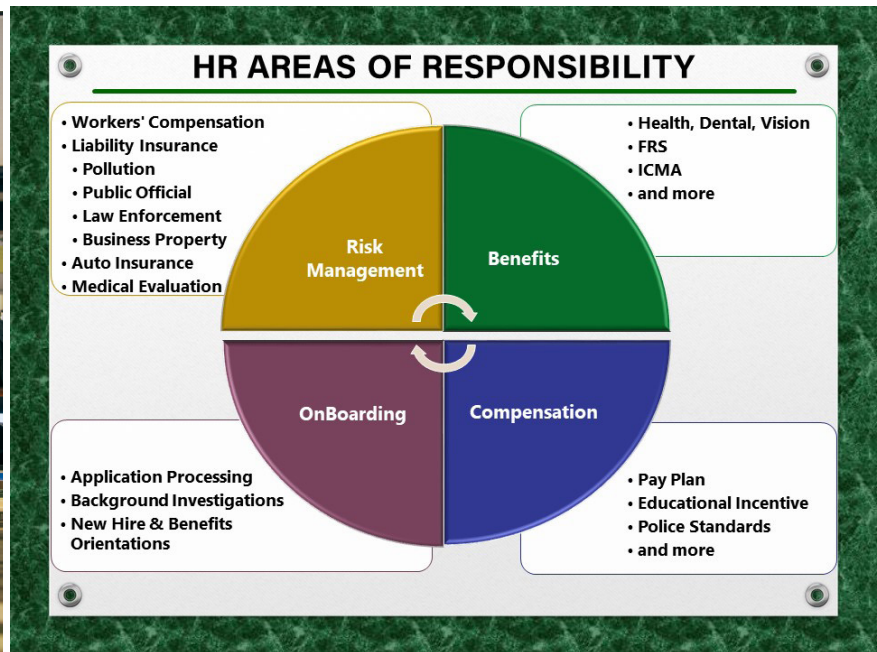 HR AREAS OF RESPONSIBILITY
• Workers' Compensation
• Liability Insurance
• Pollution
• Public Official
• Law Enforcement
• Business Property
• Auto Insurance
• Medical Evaluation
• Health, Dental, Vision
• FRS
• ICMA
• and more
Risk
Management
Benefits
OnBoarding
Compensation
• Application Processing
• Background Investigations
• New Hire & Benefits
Orientations
• Pay Plan
• Educational Incentive
• Police Standards
• and more